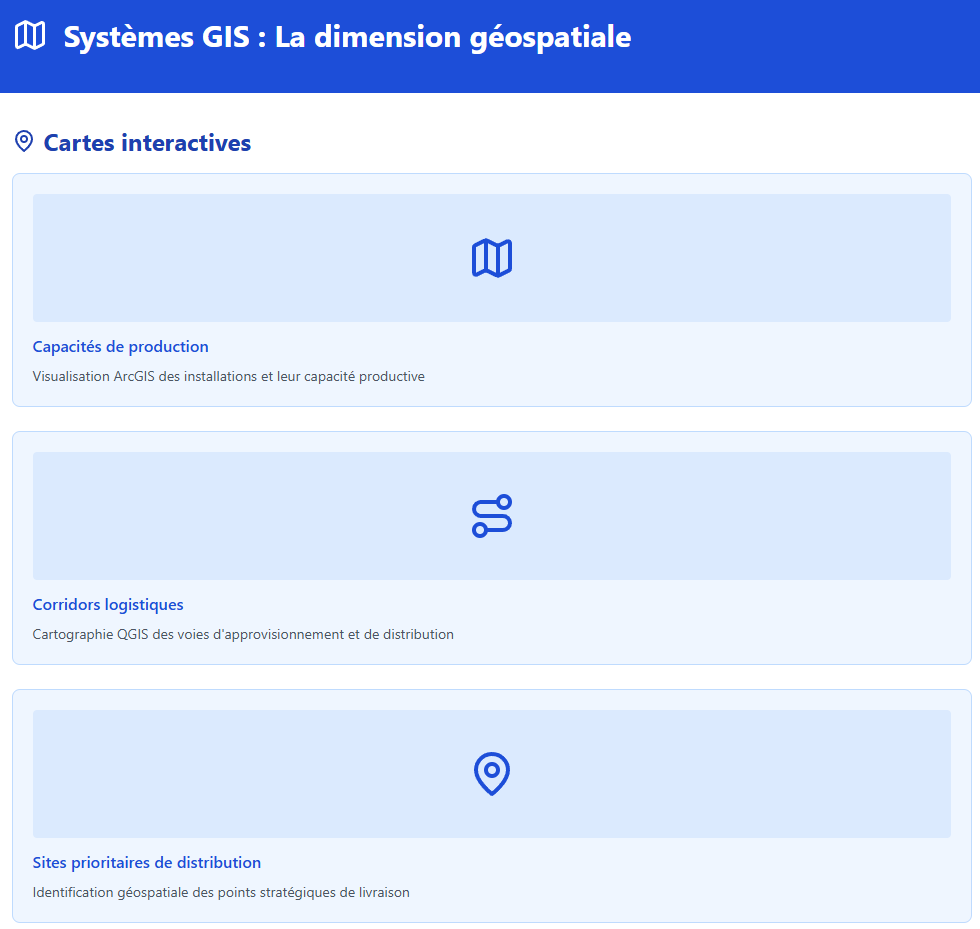 Systèmes GIS : La dimension géospatiale
Cartes interactives
Capacités de production
Visualisation ArcGIS des installations et leur capacité productive
Corridors logistiques
Cartographie QGIS des voies d'approvisionnement et de distribution
Sites prioritaires de distribution
Identification géospatiale des points stratégiques de livraison